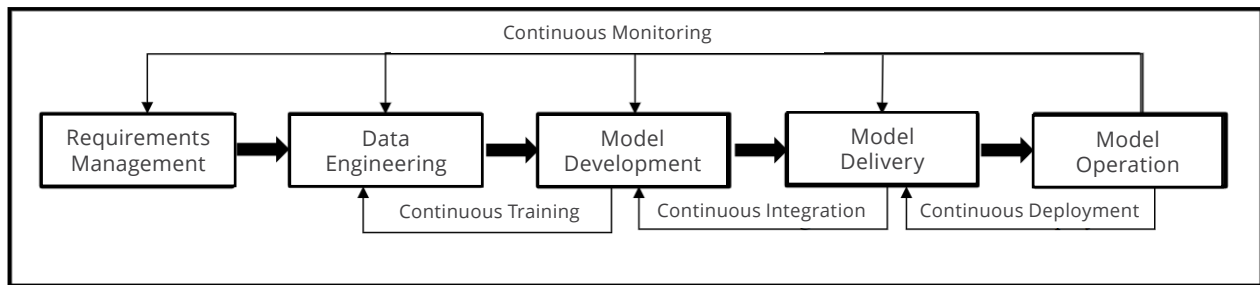 Continuous Monitoring
Requirements
Management
Data
Engineering
Model
Development
Model
Delivery
Model
Operation
Continuous Training
Continuous Integration
Continuous Deployment